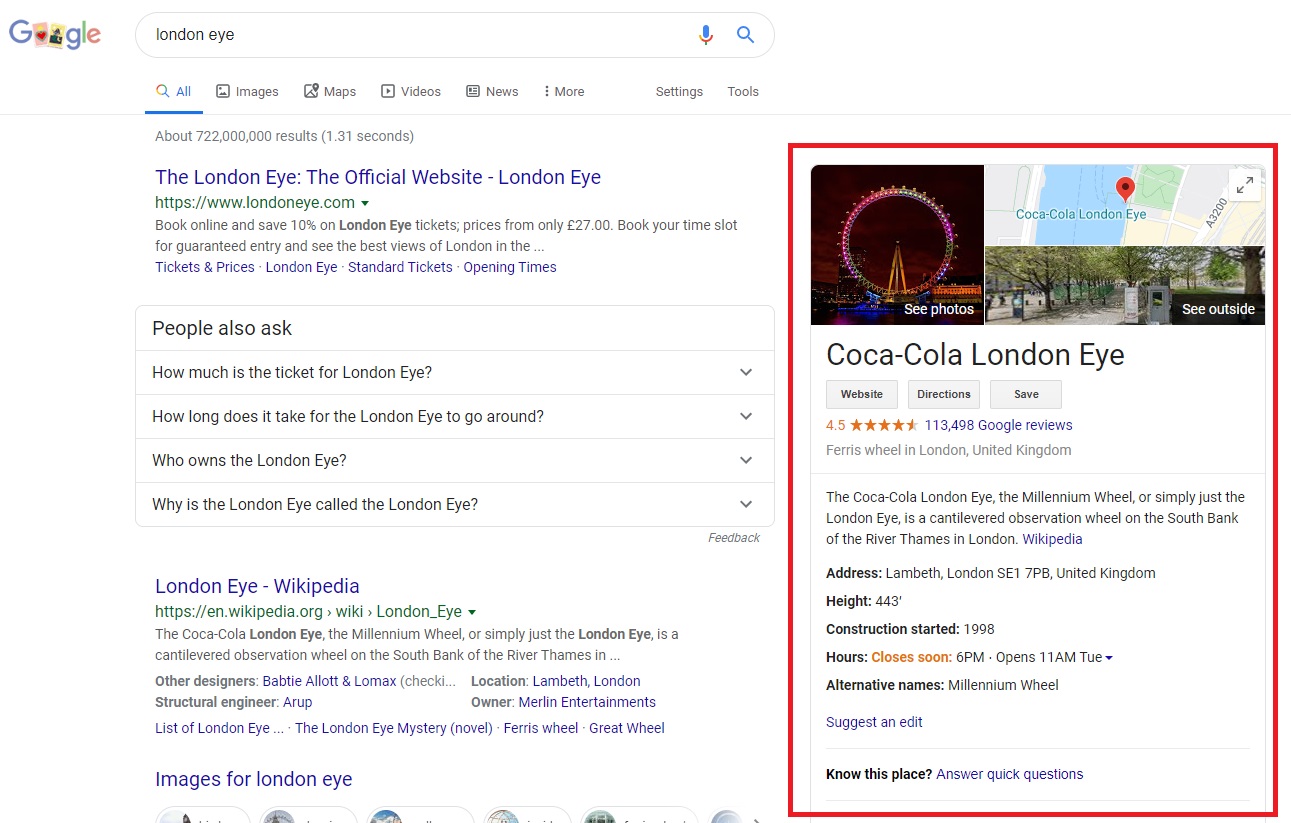 Google
london eye
All Images Maps Videos News More Settings Tools
About 722,000,000 results (1.31 seconds)
The London Eye: The Official Website - London Eye
https://www.londoneye.com
Book online and save 10% on London Eye tickets; prices from only £27.00. Book your time slot
for guaranteed entry and see the best views of London in the ...
Tickets & Prices · London Eye · Standard Tickets · Opening Times
People also ask
How much is the ticket for London Eye?
How long does it take for the London Eye to go around?
Who owns the London Eye?
Why is the London Eye called the London Eye?
Feedback
London Eye - Wikipedia
https://en.wikipedia.org › wiki › London_Eye
The Coca-Cola London Eye, the Millennium Wheel, or simply just the London Eye, is a
cantilevered observation wheel on the South Bank of the River Thames in ...
Other designers: Babtie Allott & Lomax (checki... Location: Lambeth, London
Structural engineer: Arup Owner: Merlin Entertainments
List of London Eye ... · The London Eye Mystery (novel) · Ferris wheel · Great Wheel
Images for london eye
Coca-Cola London Eye
A3200
See photos
See outside
Coca-Cola London Eye
Website Directions Save
4.5 113,498 Google reviews
Ferris wheel in London, United Kingdom
The Coca-Cola London Eye, the Millennium Wheel, or simply just the
London Eye, is a cantilevered observation wheel on the South Bank
of the River Thames in London. Wikipedia
Address: Lambeth, London SE1 7PB, United Kingdom
Height: 443′
Construction started: 1998
Hours: Closes soon: 6PM · Opens 11AM Tue
Alternative names: Millennium Wheel
Suggest an edit
Know this place? Answer quick questions